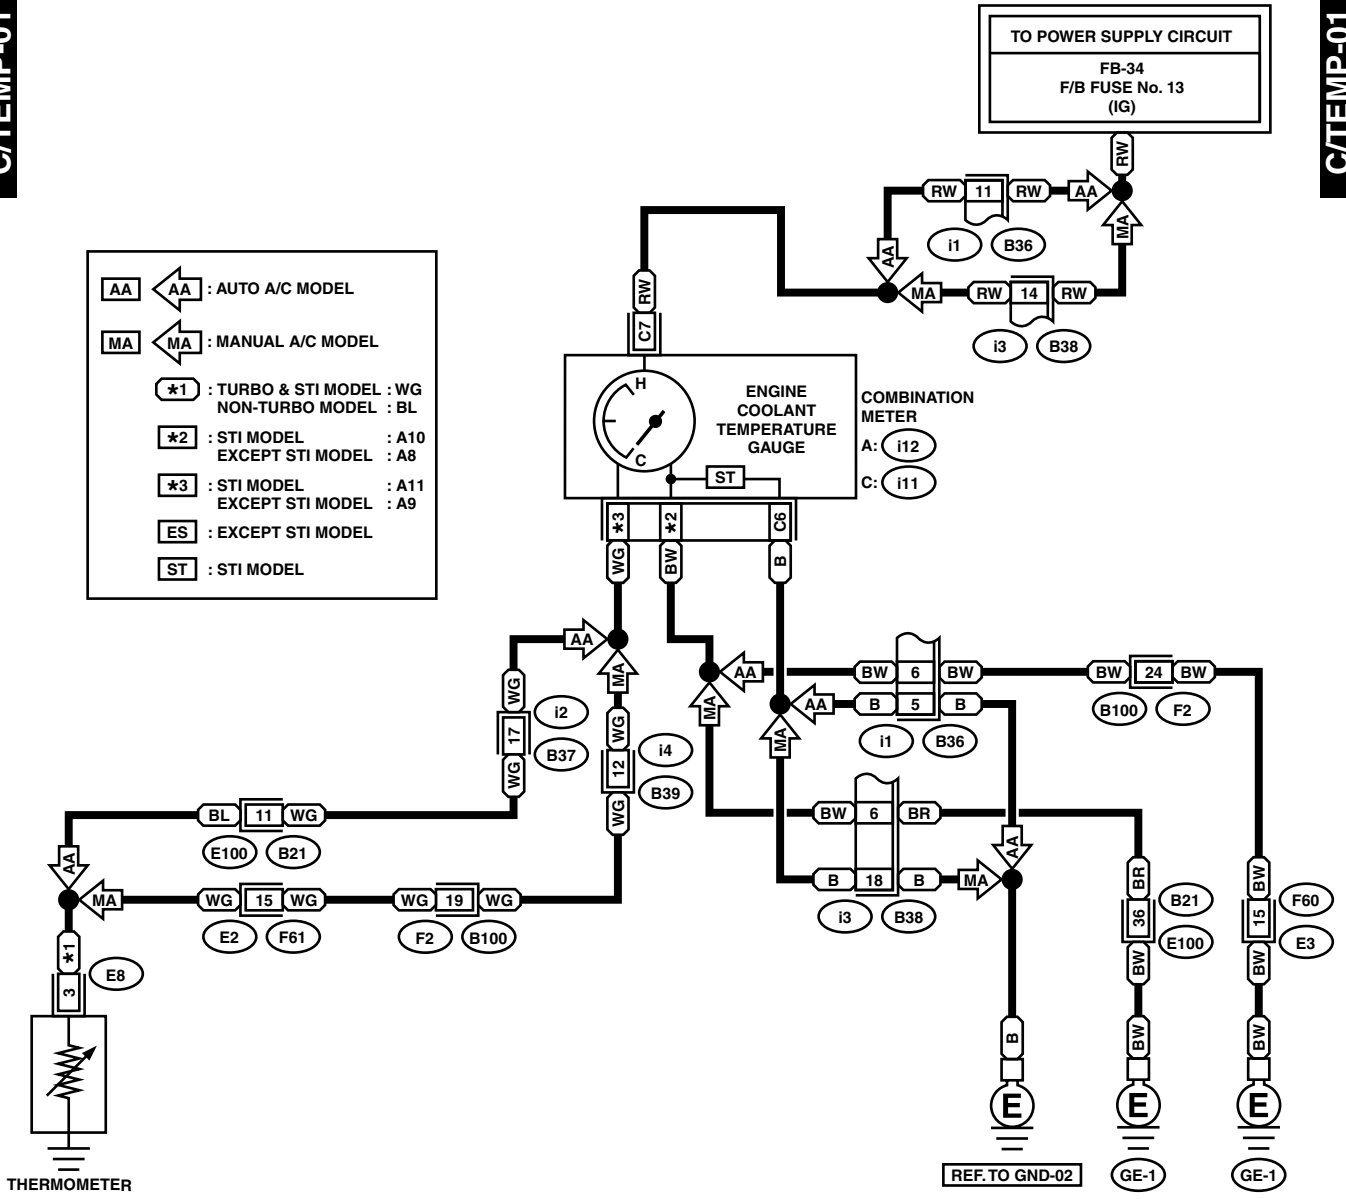 C/TEMP-01
C/TEMP-01
TO POWER SUPPLY CIRCUIT
FB-34
F/B FUSE No. 13
(IG)
RW
RW 11 RW AA
i1 B36
MA
AA
MA RW 14 RW
i3 B38
RW
C7
AA AA : AUTO A/C MODEL
MA MA : MANUAL A/C MODEL
*1 : TURBO & STI MODEL : WG
NON-TURBO MODEL : BL
*2 : STI MODEL : A10
EXCEPT STI MODEL : A8
*3 : STI MODEL : A11
EXCEPT STI MODEL : A9
ES : EXCEPT STI MODEL
ST : STI MODEL
H
C
ENGINE
COOLANT
TEMPERATURE
GAUGE
ST
COMBINATION
METER
A: i12
C: i11
*3 *2 C6
WG BW B
AA
MA
WG
17
WG
i2
B37
WG
12
WG
i4
B39
AA BW 6 BW BW 24 BW
B100 F2
MA
AA B 5 B
MA
i1 B36
BW 6 BR
AA
B 18 B MA
i3 B38
BL 11 WG
E100 B21
AA
MA WG 15 WG WG 19 WG
E2 F61 F2 B100
*1
3
E8
BR
36
BW
B21
E100
BW
15
BW
F60
E3
B BW BW
E E E
REF. TO GND-02 GE-1 GE-1
THERMOMETER